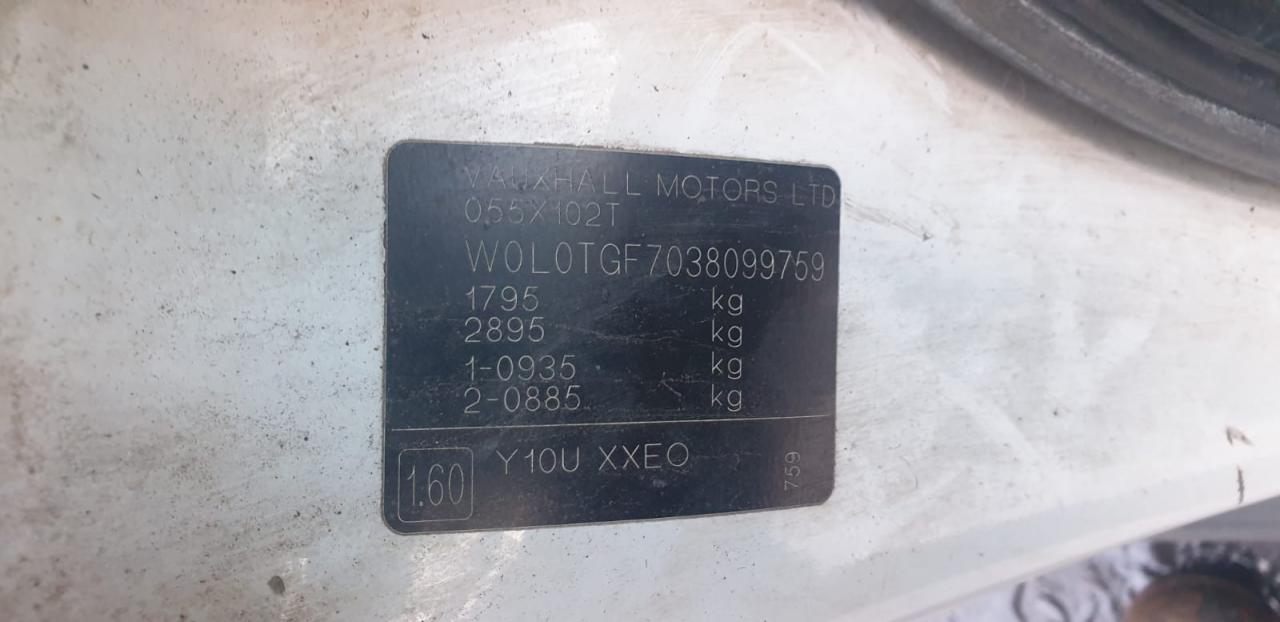 VAUXHALL MOTORS LTD
055X102T
W0L0TGF7038099759
1795 kg
2895 kg
1-0935 kg
2-0885 kg
1.60 Y10U XXEO
759